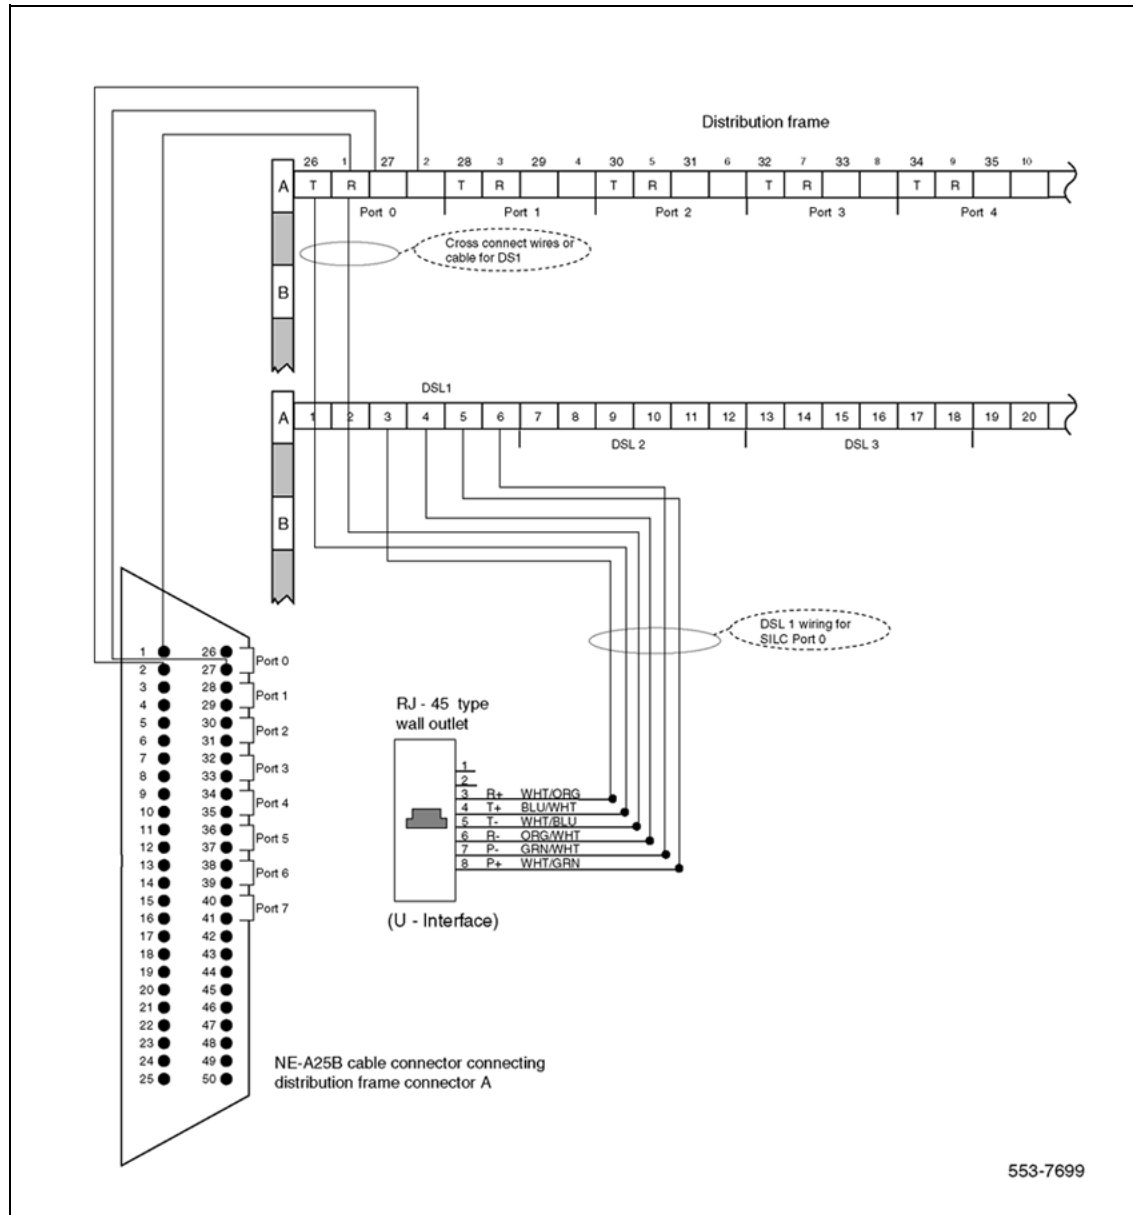 Distribution frame
26 1 27 2 28 3 29 4 30 5 31 6 32 7 33 8 34 9 35 10
A T R T R T R T R T R
Port 0 Port 1 Port 2 Port 3 Port 4
Cross connect wires or
cable for DS1
B
DSL1
A 1 2 3 4 5 6 7 8 9 10 11 12 13 14 15 16 17 18 19 20
DSL 2 DSL 3
B
DSL 1 wiring for
SILC Port 0
1 26
2 27
Port 0
3 28
4 29
Port 1
5 30
6 31
Port 2
7 32
8 33
Port 3
9 34
10 35
Port 4
11 36
12 37
Port 5
13 38
14 39
Port 6
15 40
16 41
Port 7
17 42
18 43
19 44
20 45
21 46
22 47
23 48
24 49
25 50
RJ - 45 type
wall outlet
1
2
3 R+ WHT/ORG
4 T+ BLU/WHT
5 T- WHT/BLU
6 R- ORG/WHT
7 P- GRN/WHT
8 P+ WHT/GRN
(U - Interface)
NE-A25B cable connector connecting
distribution frame connector A
553-7699